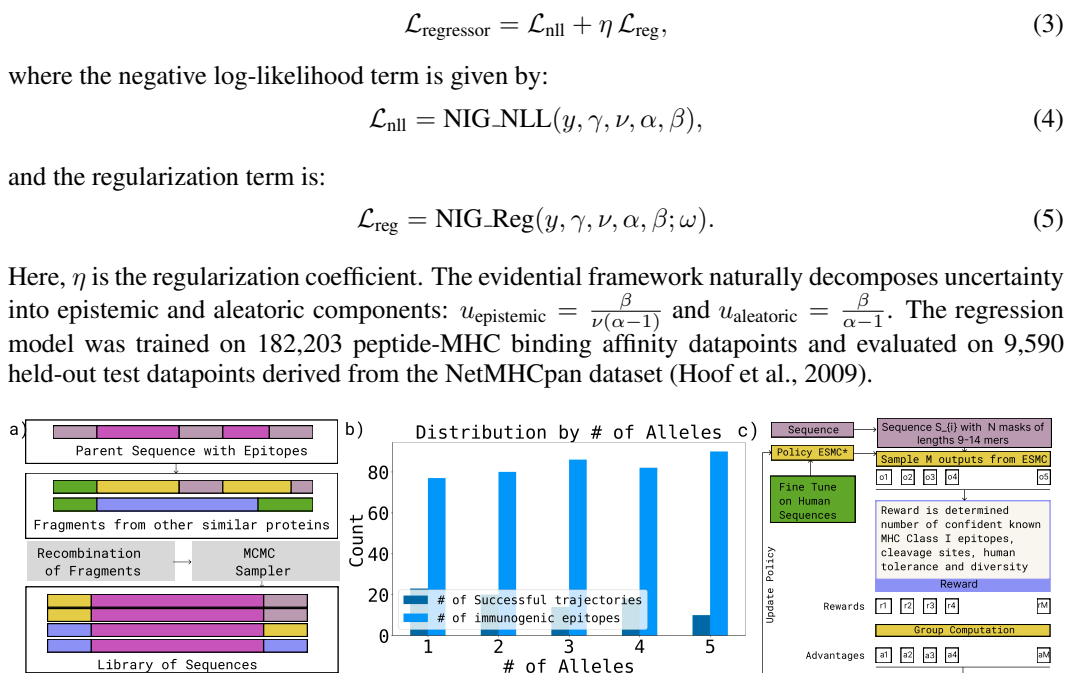 ℒregressor = ℒnll + η ℒreg, (3)
where the negative log-likelihood term is given by:
ℒnll = NIG_NLL(y, γ, ν, α, β), (4)
and the regularization term is:
ℒreg = NIG_Reg(y, γ, ν, α, β; ω). (5)
Here, η is the regularization coefficient. The evidential framework naturally decomposes uncertainty
into epistemic and aleatoric components: u_epistemic = β/ν(α−1) and u_aleatoric = β/α−1. The regression
model was trained on 182,203 peptide-MHC binding affinity datapoints and evaluated on 9,590
held-out test datapoints derived from the NetMHCpan dataset (Hoof et al., 2009).
a)
Parent Sequence with Epitopes
Fragments from other similar proteins
Recombination
of Fragments
MCMC
Sampler
Library of Sequences
b)
Distribution by # of Alleles
Count
80
60
40
20
0
# of Successful trajectories
# of immunogenic epitopes
1 2 3 4 5
# of Alleles
c)
Sequence
Sequence S_{i} with N masks of
lengths 9-14 mers
Policy ESMC*
Sample M outputs from ESMC
o1 o2 o3 o4 o5
Fine Tune
on Human
Sequences
Reward is determined
number of confident known
MHC Class I epitopes,
cleavage sites, human
tolerance and diversity
Reward
Update Policy
Rewards r1 r2 r3 r4 rM
Group Computation
Advantages a1 a2 a3 a4 aM